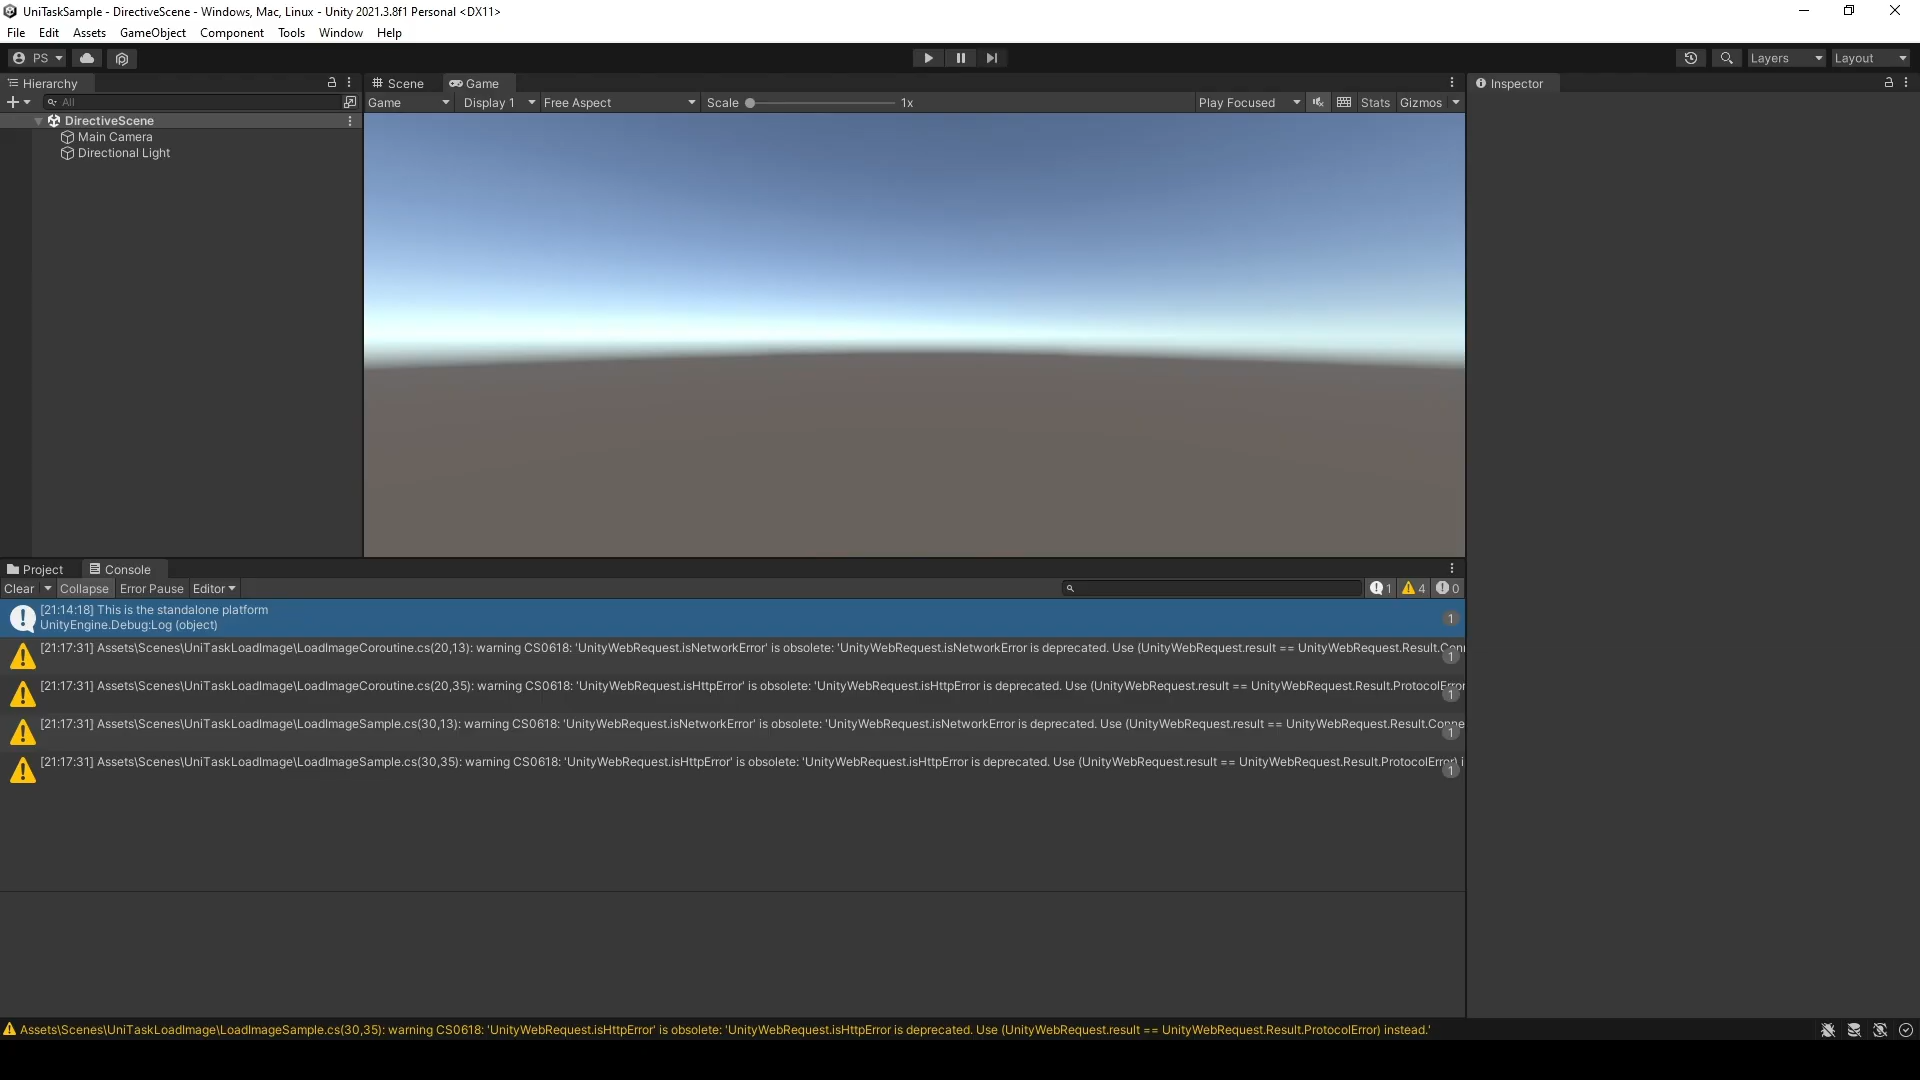 UniTaskSample - DirectiveScene - Windows, Mac, Linux - Unity 2021.3.8f1 Personal <DX11>
File Edit Assets GameObject Component Tools Window Help
PS Layers Layout
Hierarchy Scene Game Inspector
All Game Display 1 Free Aspect Scale 1x Play Focused Stats Gizmos
DirectiveScene
Main Camera
Directional Light
Project Console
Clear Collapse Error Pause Editor 1 4 0
[21:14:18] This is the standalone platform
UnityEngine.Debug:Log (object) 1
[21:17:31] Assets\Scenes\UniTaskLoadImage\LoadImageCoroutine.cs(20,13): warning CS0618: 'UnityWebRequest.isNetworkError' is obsolete: 'UnityWebRequest.isNetworkError is deprecated. Use (UnityWebRequest.result == UnityWebRequest.Result.Conn
1
[21:17:31] Assets\Scenes\UniTaskLoadImage\LoadImageCoroutine.cs(20,35): warning CS0618: 'UnityWebRequest.isHttpError' is obsolete: 'UnityWebRequest.isHttpError is deprecated. Use (UnityWebRequest.result == UnityWebRequest.Result.ProtocolError
1
[21:17:31] Assets\Scenes\UniTaskLoadImage\LoadImageSample.cs(30,13): warning CS0618: 'UnityWebRequest.isNetworkError' is obsolete: 'UnityWebRequest.isNetworkError is deprecated. Use (UnityWebRequest.result == UnityWebRequest.Result.Conne
1
[21:17:31] Assets\Scenes\UniTaskLoadImage\LoadImageSample.cs(30,35): warning CS0618: 'UnityWebRequest.isHttpError' is obsolete: 'UnityWebRequest.isHttpError is deprecated. Use (UnityWebRequest.result == UnityWebRequest.Result.ProtocolError) i
1
Assets\Scenes\UniTaskLoadImage\LoadImageSample.cs(30,35): warning CS0618: 'UnityWebRequest.isHttpError' is obsolete: 'UnityWebRequest.isHttpError is deprecated. Use (UnityWebRequest.result == UnityWebRequest.Result.ProtocolError) instead.'